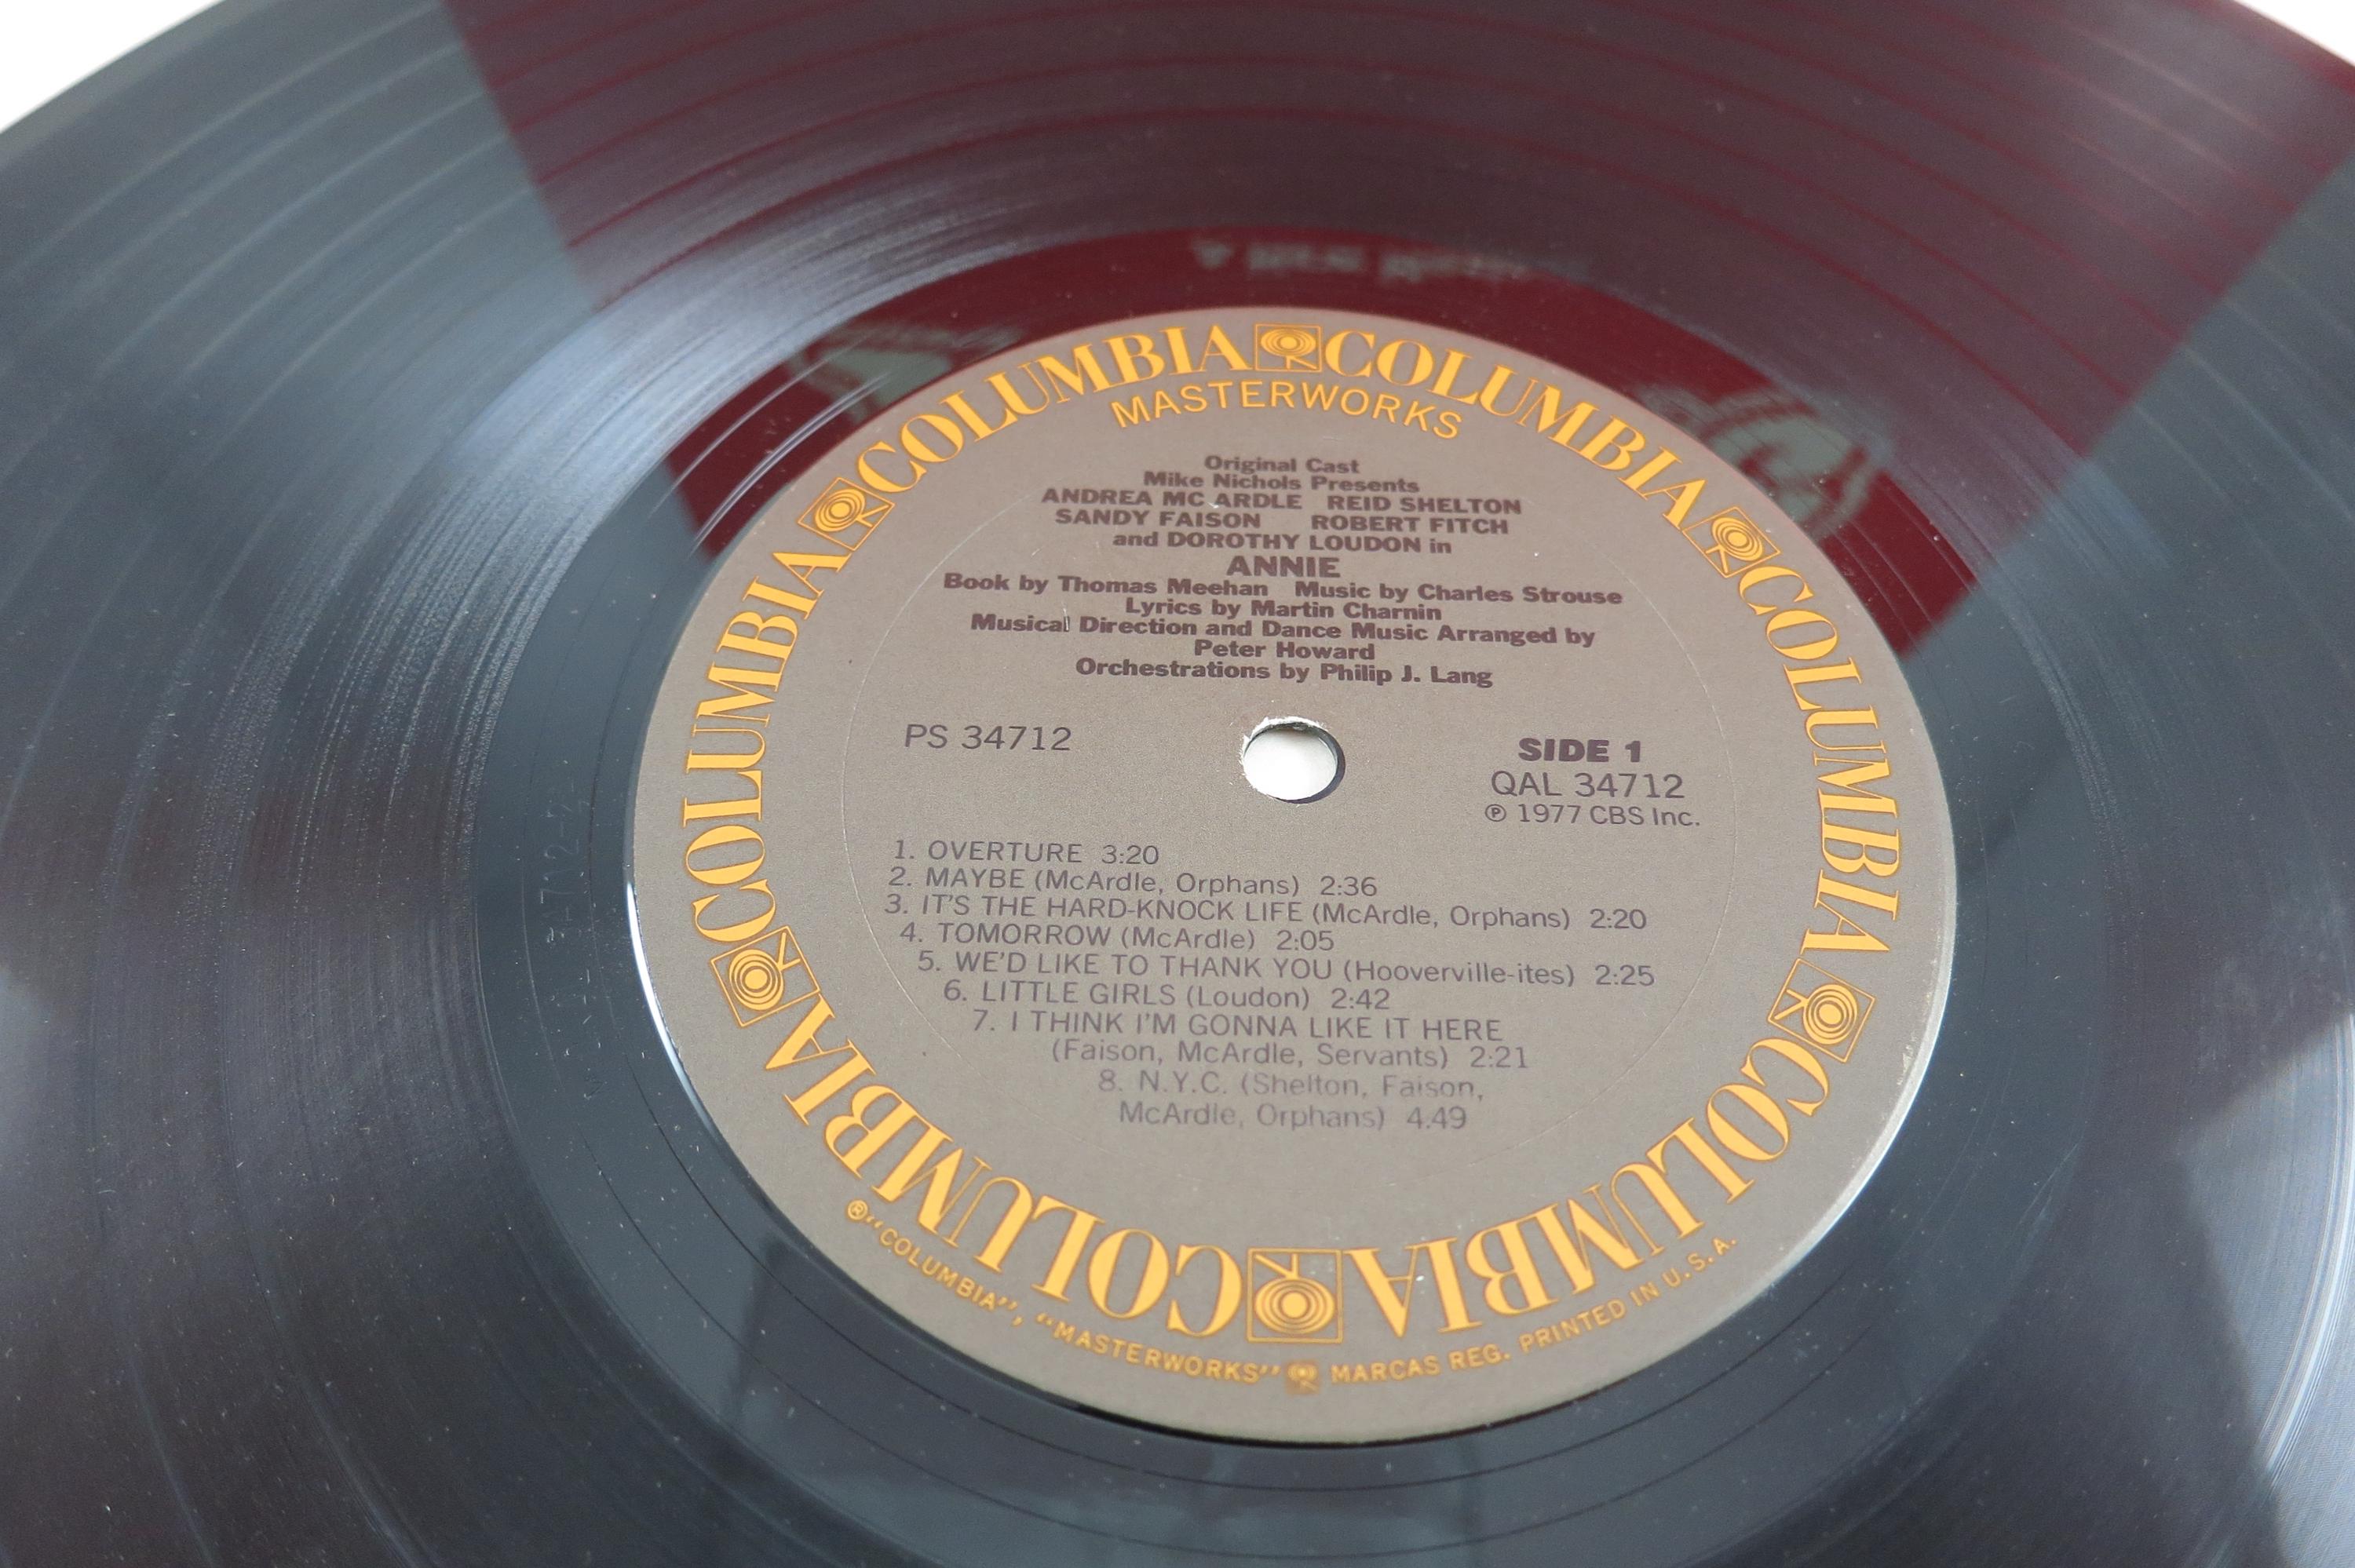 COLUMBIA COLUMBIA COLUMBIA COLUMBIA COLUMBIA COLUMBIA COLUMBIA COLUMBIA
MASTERWORKS
Original Cast
Mike Nichols Presents
ANDREA MC ARDLE REID SHELTON
SANDY FAISON ROBERT FITCH
and DOROTHY LOUDON in
ANNIE
Book by Thomas Meehan Music by Charles Strouse
Lyrics by Martin Charnin
Musical Direction and Dance Music Arranged by
Peter Howard
Orchestrations by Philip J. Lang
PS 34712
SIDE 1
QAL 34712
℗ 1977 CBS Inc.
1. OVERTURE 3:20
2. MAYBE (McArdle, Orphans) 2:36
3. IT'S THE HARD-KNOCK LIFE (McArdle, Orphans) 2:20
4. TOMORROW (McArdle) 2:05
5. WE'D LIKE TO THANK YOU (Hooverville-ites) 2:25
6. LITTLE GIRLS (Loudon) 2:42
7. I THINK I'M GONNA LIKE IT HERE
(Faison, McArdle, Servants) 2:21
8. N.Y.C. (Shelton, Faison,
McArdle, Orphans) 4:49
® "COLUMBIA", "MASTERWORKS" MARCAS REG. PRINTED IN U.S.A.